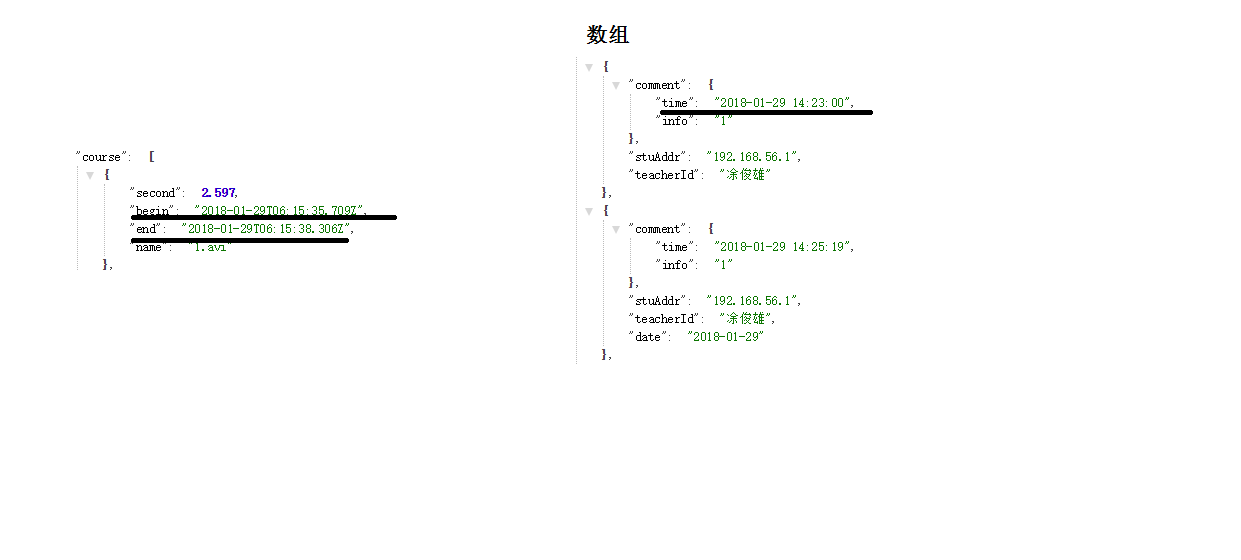 "course": [
{
"second": 2.597,
"begin": "2018-01-29T06:15:35.709Z",
"end": "2018-01-29T06:15:38.306Z",
"name": "1.avi"
},
数组
{
"comment": {
"time": "2018-01-29 14:23:00",
"info": "1"
},
"stuAddr": "192.168.56.1",
"teacherId": "涂俊雄"
},
{
"comment": {
"time": "2018-01-29 14:25:19",
"info": "1"
},
"stuAddr": "192.168.56.1",
"teacherId": "涂俊雄",
"date": "2018-01-29"
},